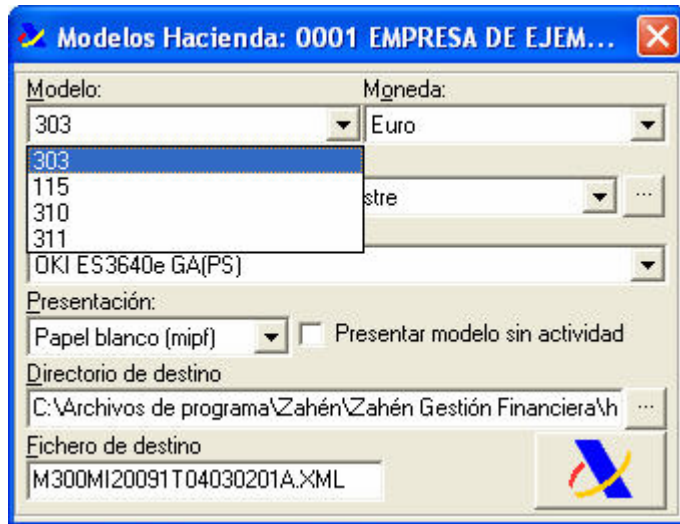 Modelos Hacienda: 0001 EMPRESA DE EJEM...
Modelo: Moneda:
303 Euro
303
115
310
311
stre ...
OKI ES3640e GA(PS)
Presentación:
Papel blanco (mipf) Presentar modelo sin actividad
Directorio de destino
C:\Archivos de programa\Zahén\Zahén Gestión Financiera\h ...
Fichero de destino
M300MI20091T04030201A.XML